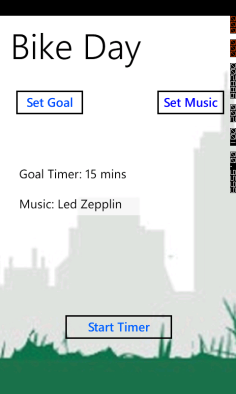 Bike Day
Set Goal
Set Music
Goal Timer: 15 mins
Music: Led Zepplin
Start Timer